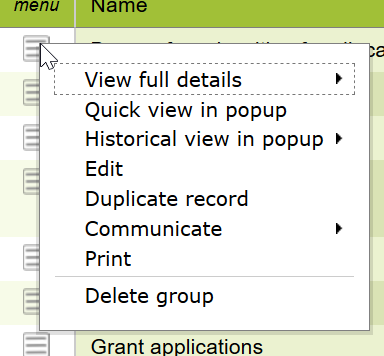 menu Name
View full details
Quick view in popup
Historical view in popup
Edit
Duplicate record
Communicate
Print
Delete group
Grant applications